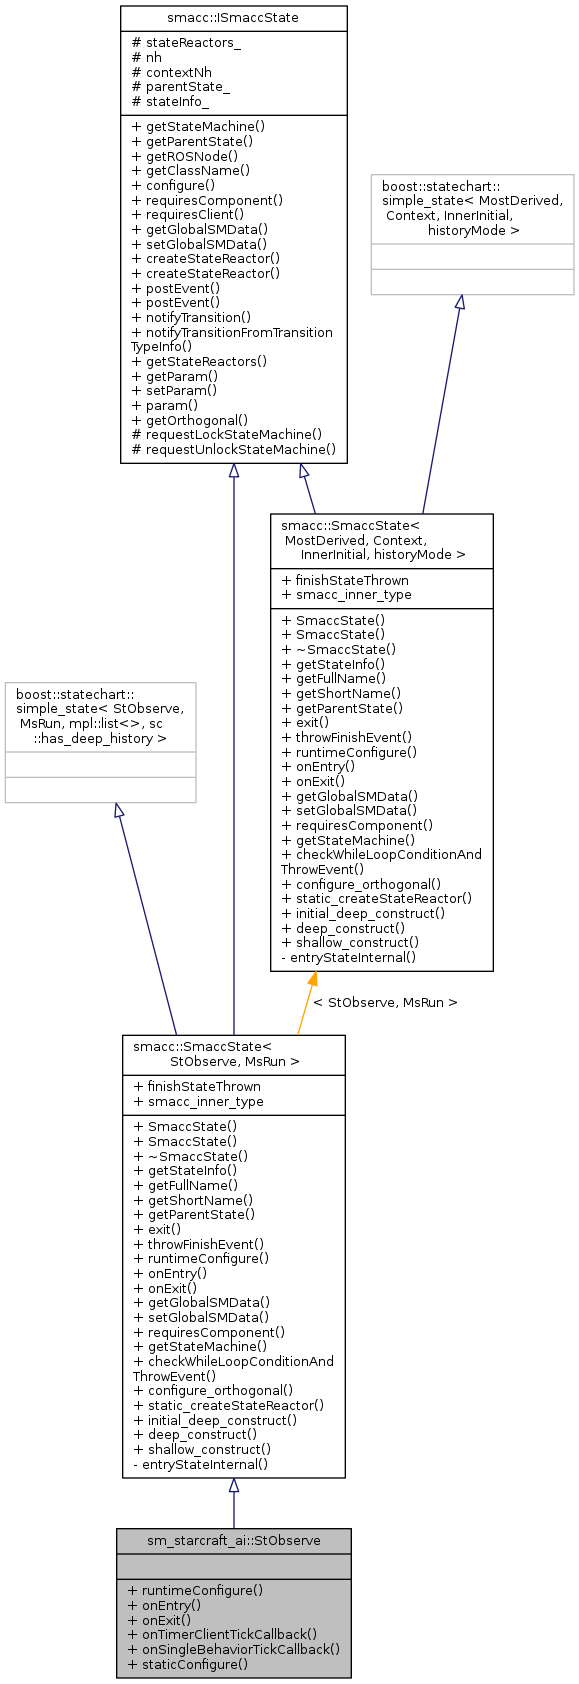 smacc::ISmaccState
# stateReactors_
# nh
# contextNh
# parentState_
# stateInfo_
+ getStateMachine()
+ getParentState()
+ getROSNode()
+ getClassName()
+ configure()
+ requiresComponent()
+ requiresClient()
+ getGlobalSMData()
+ setGlobalSMData()
+ createStateReactor()
+ createStateReactor()
+ postEvent()
+ postEvent()
+ notifyTransition()
+ notifyTransitionFromTransition
TypeInfo()
+ getStateReactors()
+ getParam()
+ setParam()
+ param()
+ getOrthogonal()
# requestLockStateMachine()
# requestUnlockStateMachine()
boost::statechart::
simple_state< MostDerived,
Context, InnerInitial,
historyMode >
smacc::SmaccState<
MostDerived, Context,
InnerInitial, historyMode >
+ finishStateThrown
+ smacc_inner_type
+ SmaccState()
+ SmaccState()
+ ~SmaccState()
+ getStateInfo()
+ getFullName()
+ getShortName()
+ getParentState()
+ exit()
+ throwFinishEvent()
+ runtimeConfigure()
+ onEntry()
+ onExit()
+ getGlobalSMData()
+ setGlobalSMData()
+ requiresComponent()
+ getStateMachine()
+ checkWhileLoopConditionAnd
ThrowEvent()
+ configure_orthogonal()
+ static_createStateReactor()
+ initial_deep_construct()
+ deep_construct()
+ shallow_construct()
- entryStateInternal()
boost::statechart::
simple_state< StObserve,
MsRun, mpl::list<>, sc
::has_deep_history >
< StObserve, MsRun >
smacc::SmaccState<
StObserve, MsRun >
+ finishStateThrown
+ smacc_inner_type
+ SmaccState()
+ SmaccState()
+ ~SmaccState()
+ getStateInfo()
+ getFullName()
+ getShortName()
+ getParentState()
+ exit()
+ throwFinishEvent()
+ runtimeConfigure()
+ onEntry()
+ onExit()
+ getGlobalSMData()
+ setGlobalSMData()
+ requiresComponent()
+ getStateMachine()
+ checkWhileLoopConditionAnd
ThrowEvent()
+ configure_orthogonal()
+ static_createStateReactor()
+ initial_deep_construct()
+ deep_construct()
+ shallow_construct()
- entryStateInternal()
sm_starcraft_ai::StObserve
+ runtimeConfigure()
+ onEntry()
+ onExit()
+ onTimerClientTickCallback()
+ onSingleBehaviorTickCallback()
+ staticConfigure()